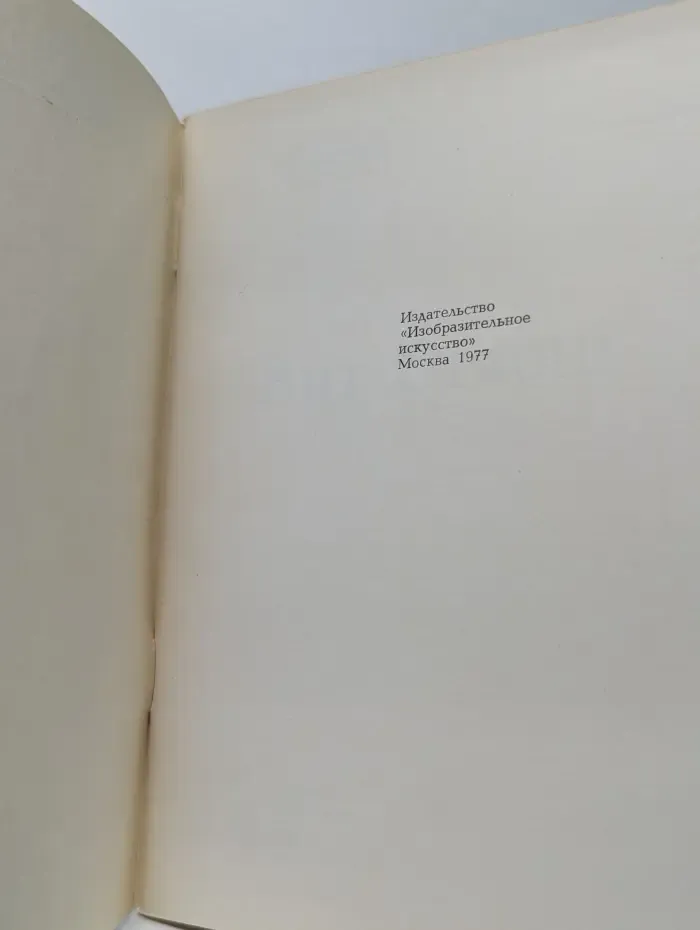 Издательство
«Изобразительное
искусство»
Москва 1977